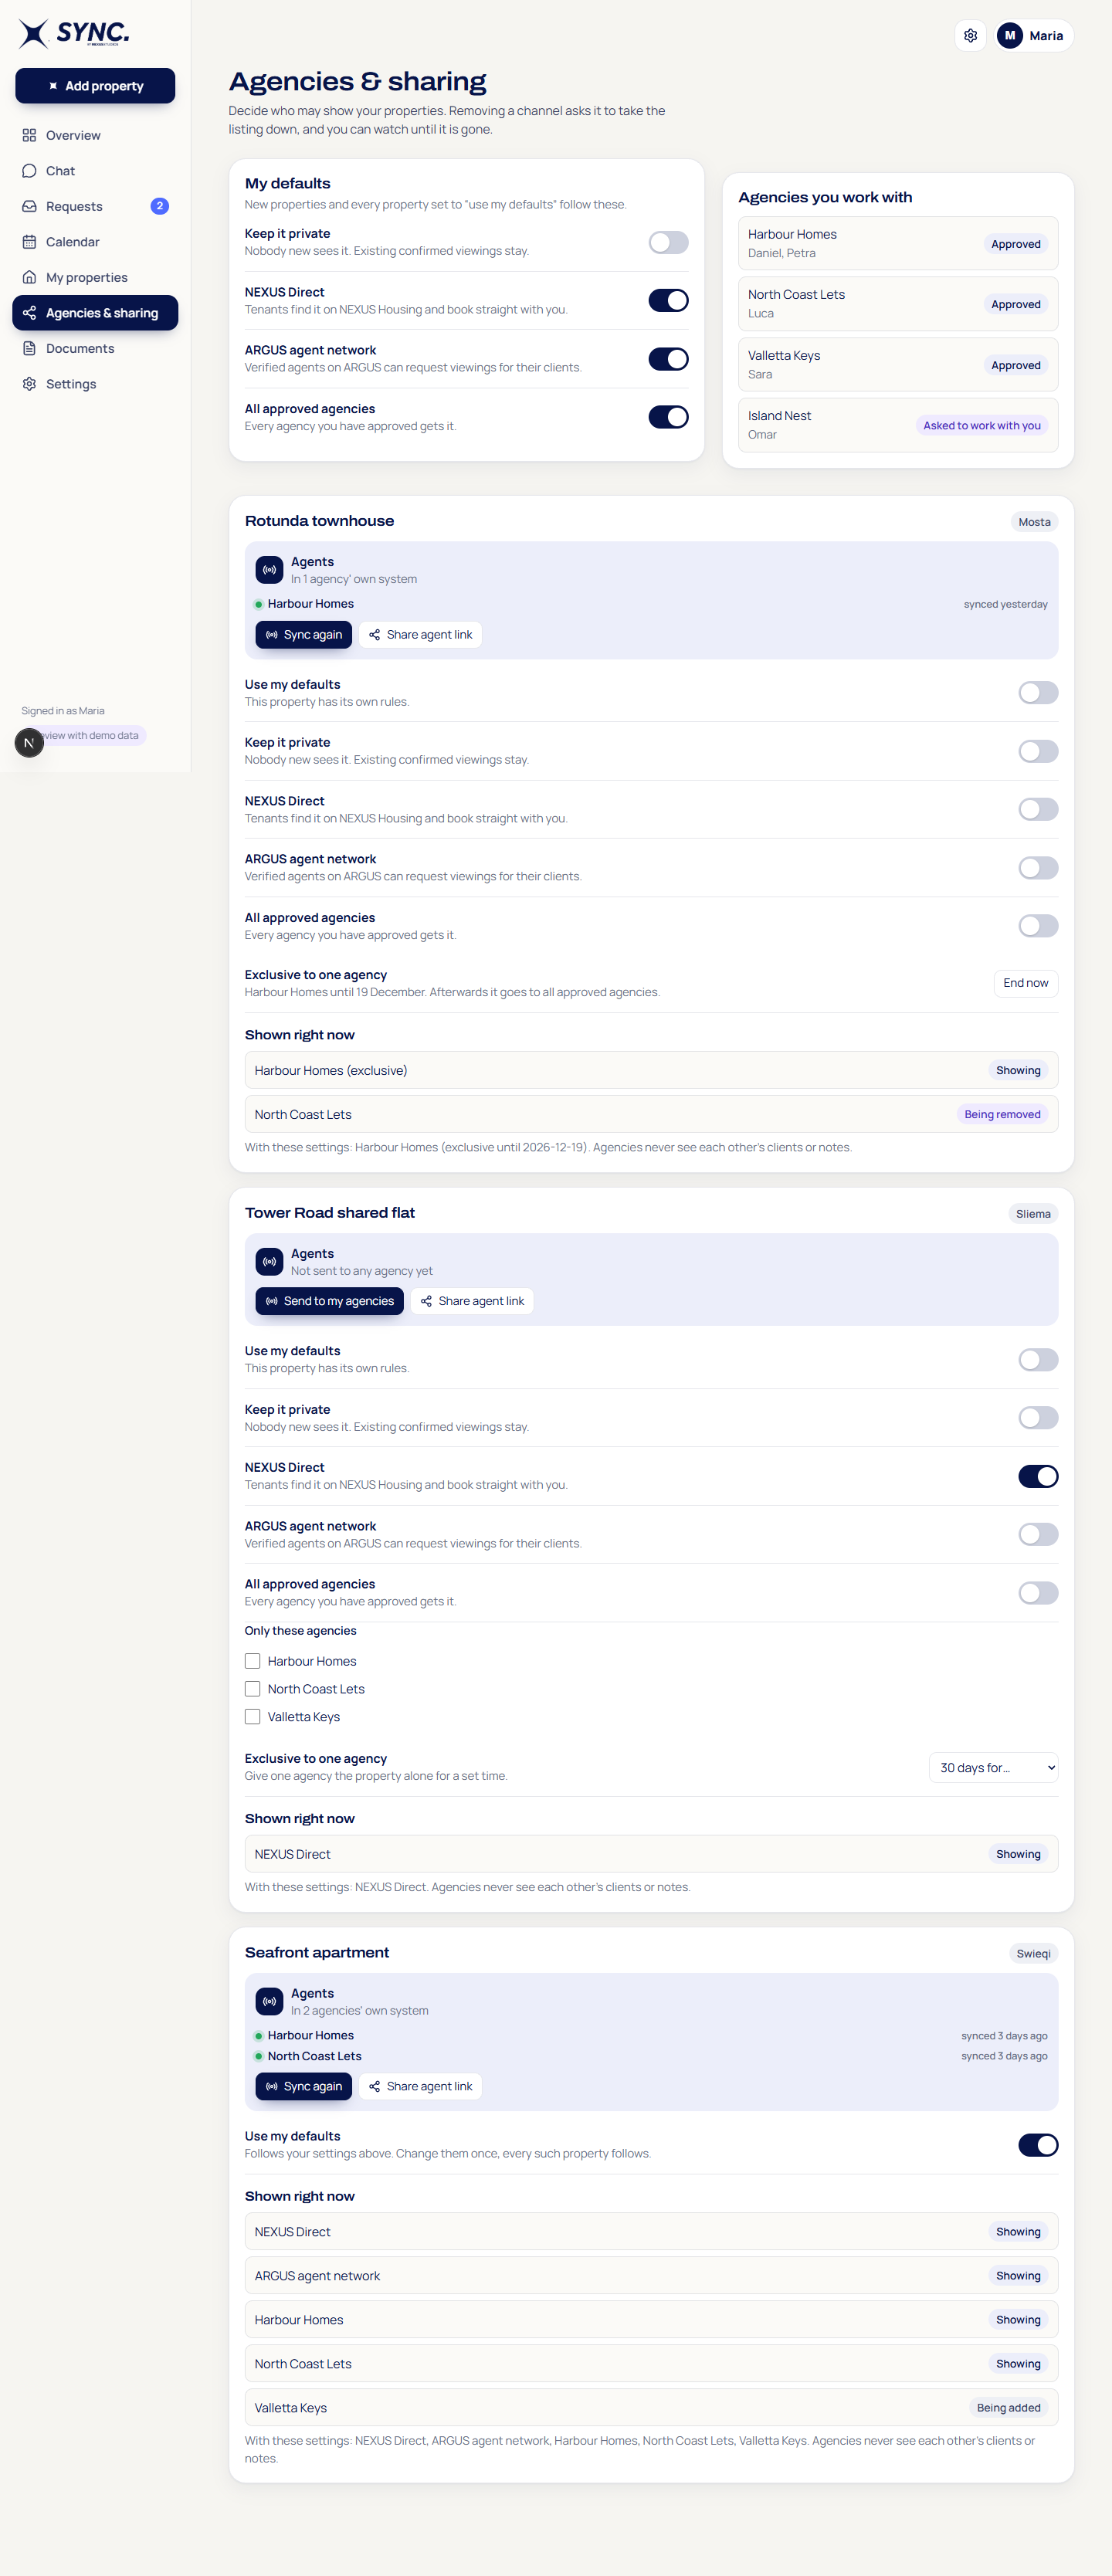 SYNC.
Add property
Overview
Chat
Requests 2
Calendar
My properties
Agencies & sharing
Documents
Settings
Signed in as Maria
view with demo data
N
M Maria
Agencies & sharing
Decide who may show your properties. Removing a channel asks it to take the
listing down, and you can watch until it is gone.
My defaults
New properties and every property set to "use my defaults" follow these.
Keep it private
Nobody new sees it. Existing confirmed viewings stay.
NEXUS Direct
Tenants find it on NEXUS Housing and book straight with you.
ARGUS agent network
Verified agents on ARGUS can request viewings for their clients.
All approved agencies
Every agency you have approved gets it.
Agencies you work with
Harbour Homes
Daniel, Petra
Approved
North Coast Lets
Luca
Approved
Valletta Keys
Sara
Approved
Island Nest
Omar
Asked to work with you
Rotunda townhouse
Mosta
Agents
In 1 agency' own system
Harbour Homes
synced yesterday
Sync again
Share agent link
Use my defaults
This property has its own rules.
Keep it private
Nobody new sees it. Existing confirmed viewings stay.
NEXUS Direct
Tenants find it on NEXUS Housing and book straight with you.
ARGUS agent network
Verified agents on ARGUS can request viewings for their clients.
All approved agencies
Every agency you have approved gets it.
Exclusive to one agency
Harbour Homes until 19 December. Afterwards it goes to all approved agencies.
End now
Shown right now
Harbour Homes (exclusive)
Showing
North Coast Lets
Being removed
With these settings: Harbour Homes (exclusive until 2026-12-19). Agencies never see each other's clients or notes.
Tower Road shared flat
Sliema
Agents
Not sent to any agency yet
Send to my agencies
Share agent link
Use my defaults
This property has its own rules.
Keep it private
Nobody new sees it. Existing confirmed viewings stay.
NEXUS Direct
Tenants find it on NEXUS Housing and book straight with you.
ARGUS agent network
Verified agents on ARGUS can request viewings for their clients.
All approved agencies
Every agency you have approved gets it.
Only these agencies
Harbour Homes
North Coast Lets
Valletta Keys
Exclusive to one agency
Give one agency the property alone for a set time.
30 days for...
Shown right now
NEXUS Direct
Showing
With these settings: NEXUS Direct. Agencies never see each other's clients or notes.
Seafront apartment
Swieqi
Agents
In 2 agencies' own system
Harbour Homes
synced 3 days ago
North Coast Lets
synced 3 days ago
Sync again
Share agent link
Use my defaults
Follows your settings above. Change them once, every such property follows.
Shown right now
NEXUS Direct
Showing
ARGUS agent network
Showing
Harbour Homes
Showing
North Coast Lets
Showing
Valletta Keys
Being added
With these settings: NEXUS Direct, ARGUS agent network, Harbour Homes, North Coast Lets, Valletta Keys. Agencies never see each other's clients or
notes.